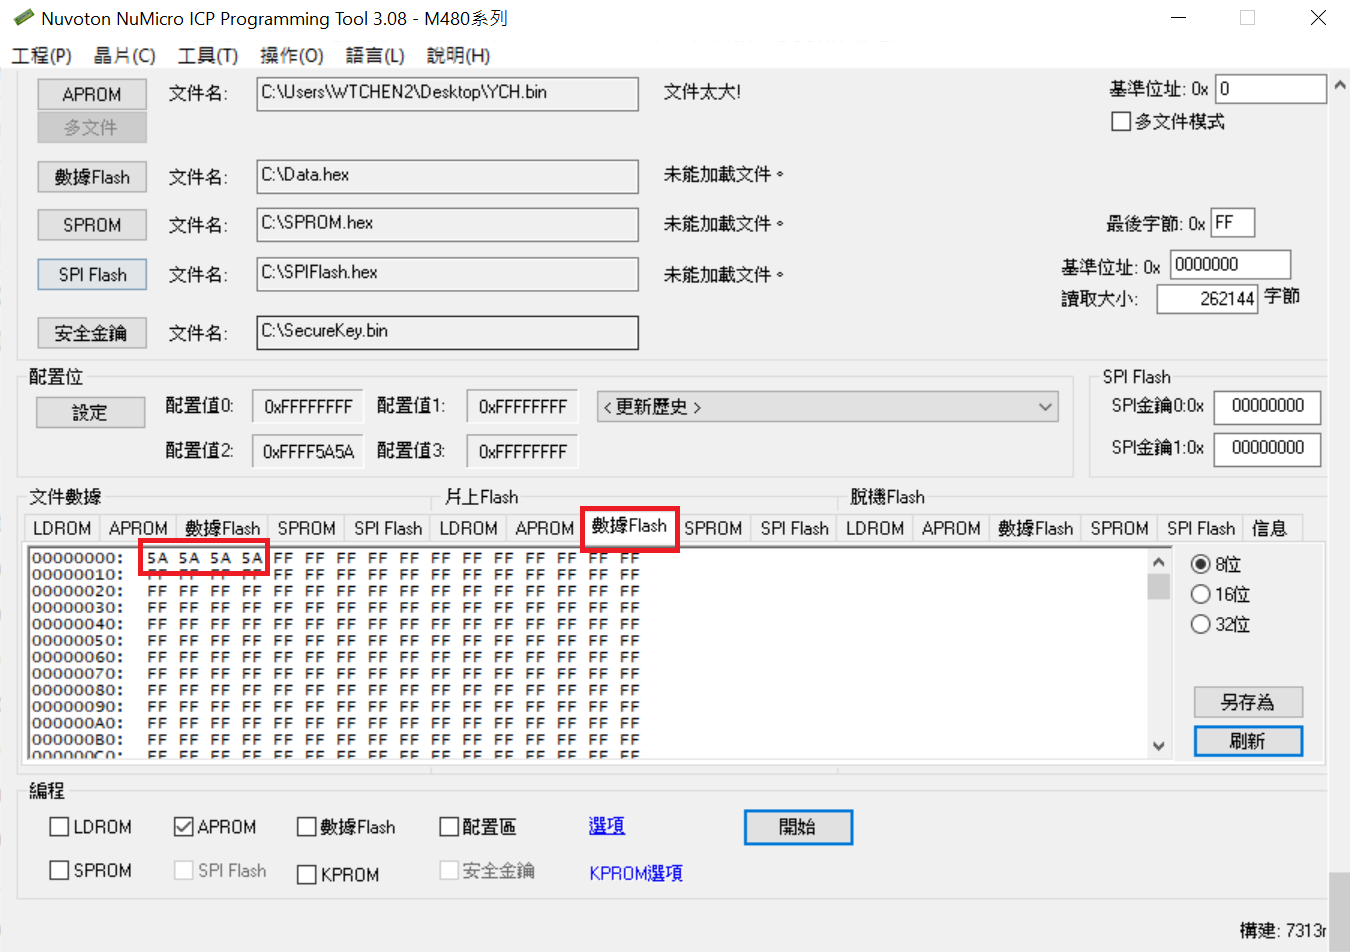 Nuvoton NuMicro ICP Programming Tool 3.08 - M480系列
工程(P) 晶片(C) 工具(T) 操作(O) 語言(L) 說明(H)
APROM 文件名: C:\Users\WTCHEN2\Desktop\YCH.bin 文件太大! 基準位址: 0x 0
多文件 多文件模式
數據Flash 文件名: C:\Data.hex 未能加載文件。
SPROM 文件名: C:\SPROM.hex 未能加載文件。 最後字節: 0x FF
SPI Flash 文件名: C:\SPIFlash.hex 未能加載文件。 基準位址: 0x 0000000
讀取大小: 262144 字節
安全金鑰 文件名: C:\SecureKey.bin
配置位 SPI Flash
設定 配置值0: 0xFFFFFFFF 配置值1: 0xFFFFFFFF <更新歷史> SPI金鑰0:0x 00000000
配置值2: 0xFFFF5A5A 配置值3: 0xFFFFFFFF SPI金鑰1:0x 00000000
文件數據 片上Flash 脫機Flash
LDROM APROM 數據Flash SPROM SPI Flash LDROM APROM 數據Flash SPROM SPI Flash LDROM APROM 數據Flash SPROM SPI Flash 信息
00000000: 5A 5A 5A 5A FF FF FF FF FF FF FF FF FF FF FF FF 8位
00000010: FF FF FF FF FF FF FF FF FF FF FF FF FF FF FF FF
00000020: FF FF FF FF FF FF FF FF FF FF FF FF FF FF FF FF 16位
00000030: FF FF FF FF FF FF FF FF FF FF FF FF FF FF FF FF
00000040: FF FF FF FF FF FF FF FF FF FF FF FF FF FF FF FF 32位
00000050: FF FF FF FF FF FF FF FF FF FF FF FF FF FF FF FF
00000060: FF FF FF FF FF FF FF FF FF FF FF FF FF FF FF FF
00000070: FF FF FF FF FF FF FF FF FF FF FF FF FF FF FF FF
00000080: FF FF FF FF FF FF FF FF FF FF FF FF FF FF FF FF
00000090: FF FF FF FF FF FF FF FF FF FF FF FF FF FF FF FF 另存為
000000A0: FF FF FF FF FF FF FF FF FF FF FF FF FF FF FF FF
000000B0: FF FF FF FF FF FF FF FF FF FF FF FF FF FF FF FF 刷新
000000C0: FF FF FF FF FF FF FF FF FF FF FF FF FF FF FF FF
編程
LDROM APROM 數據Flash 配置區 選項 開始
SPROM SPI Flash KPROM 安全金鑰 KPROM選項
構建: 7313r